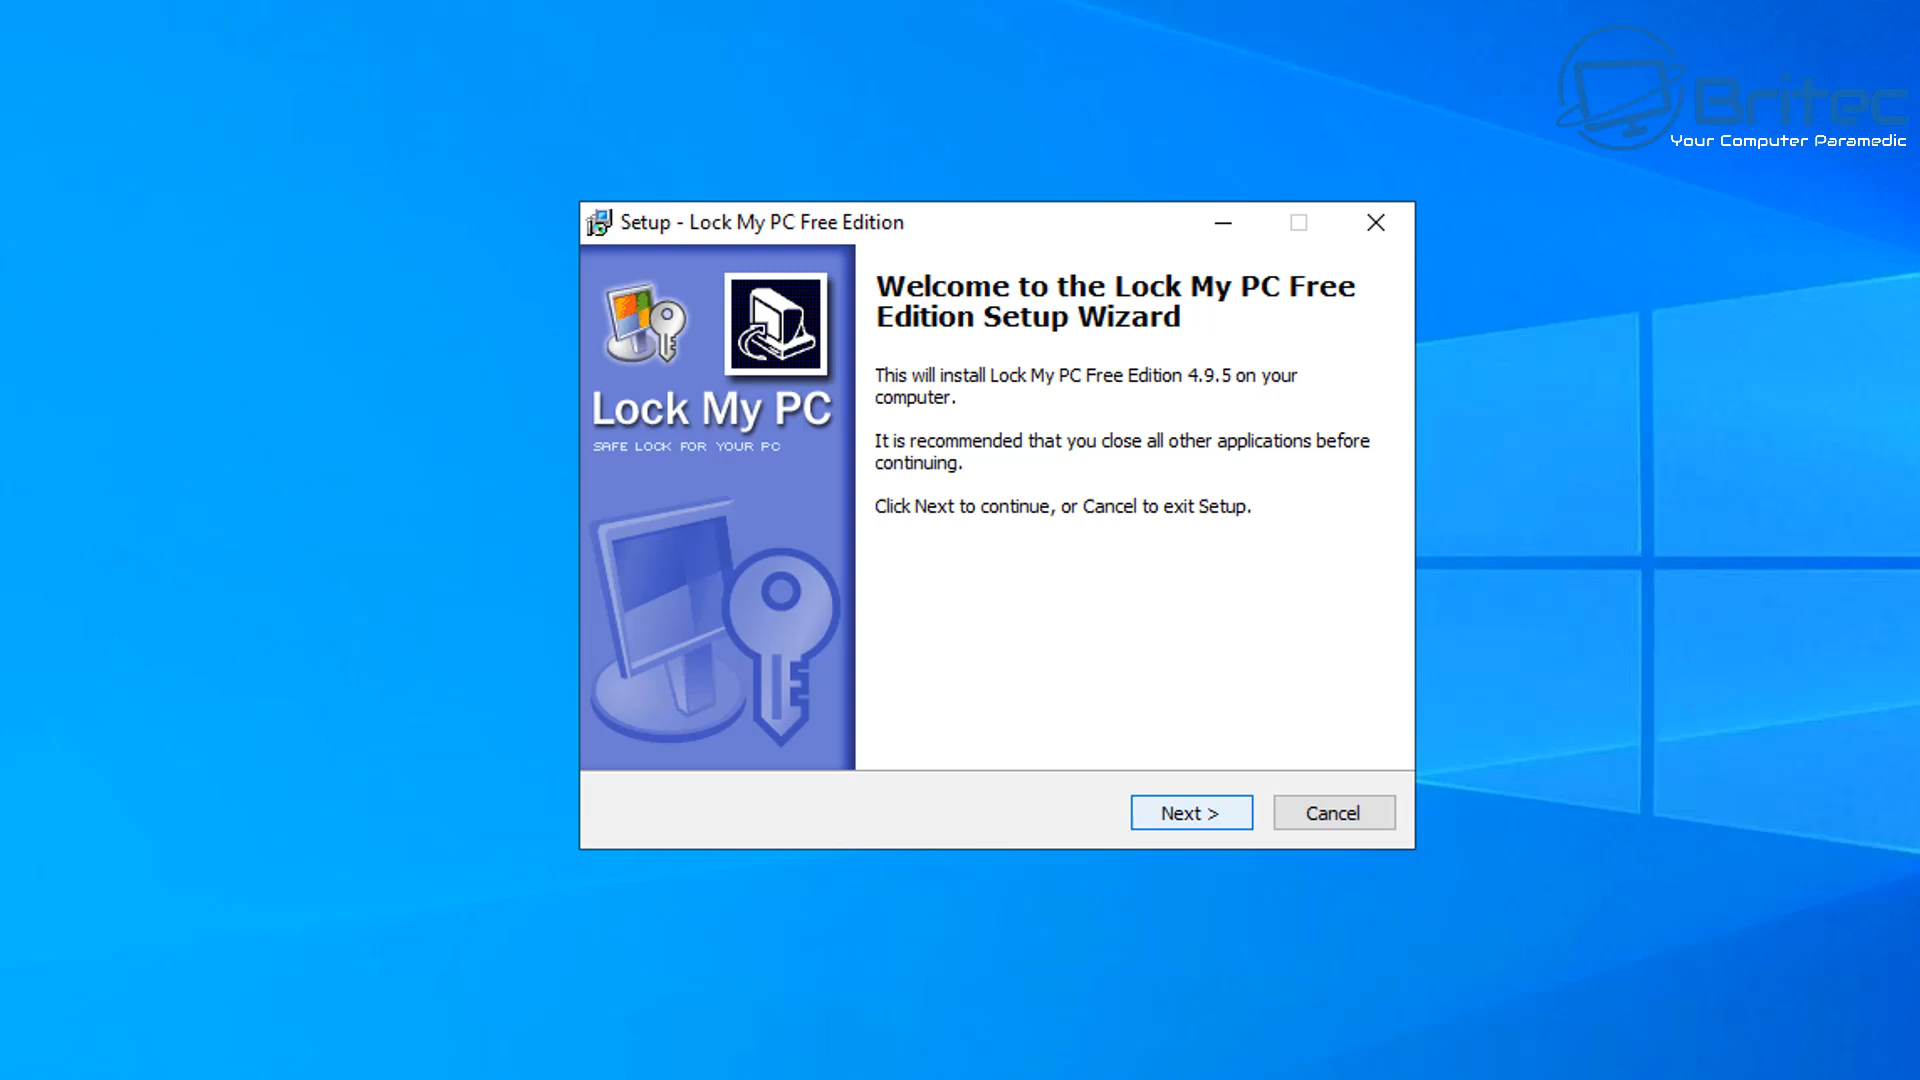 Britec
Your Computer Paramedic
Setup - Lock My PC Free Edition
Lock My PC
SAFE LOCK FOR YOUR PC
Welcome to the Lock My PC Free
Edition Setup Wizard
This will install Lock My PC Free Edition 4.9.5 on your
computer.
It is recommended that you close all other applications before
continuing.
Click Next to continue, or Cancel to exit Setup.
Next >
Cancel